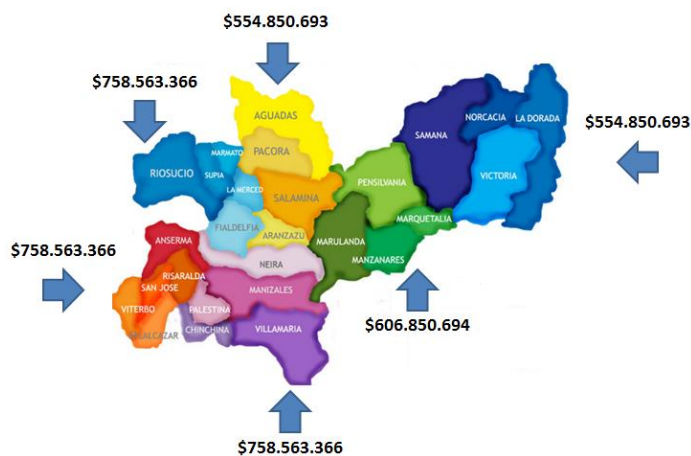 $554.850.693
$758.563.366
AGUADAS
NORCACIA
LA DORADA
$554.850.693
SAMANA
MARMATO
PACORA
RIOSUCIO
SUPIA
PENSILVANIA
VICTORIA
LA MERCED
SALAMINA
MARQUETALIA
FIALDELFIA
ARANZAZU
ANSERMA
MARULANDA
$758.563.366
MANZANARES
NEIRA
RISARALDA
SAN JOSE
MANIZALES
VITERBO
PALESTINA
$606.850.694
CHINCHINA
VILLAMARIA
$758.563.366